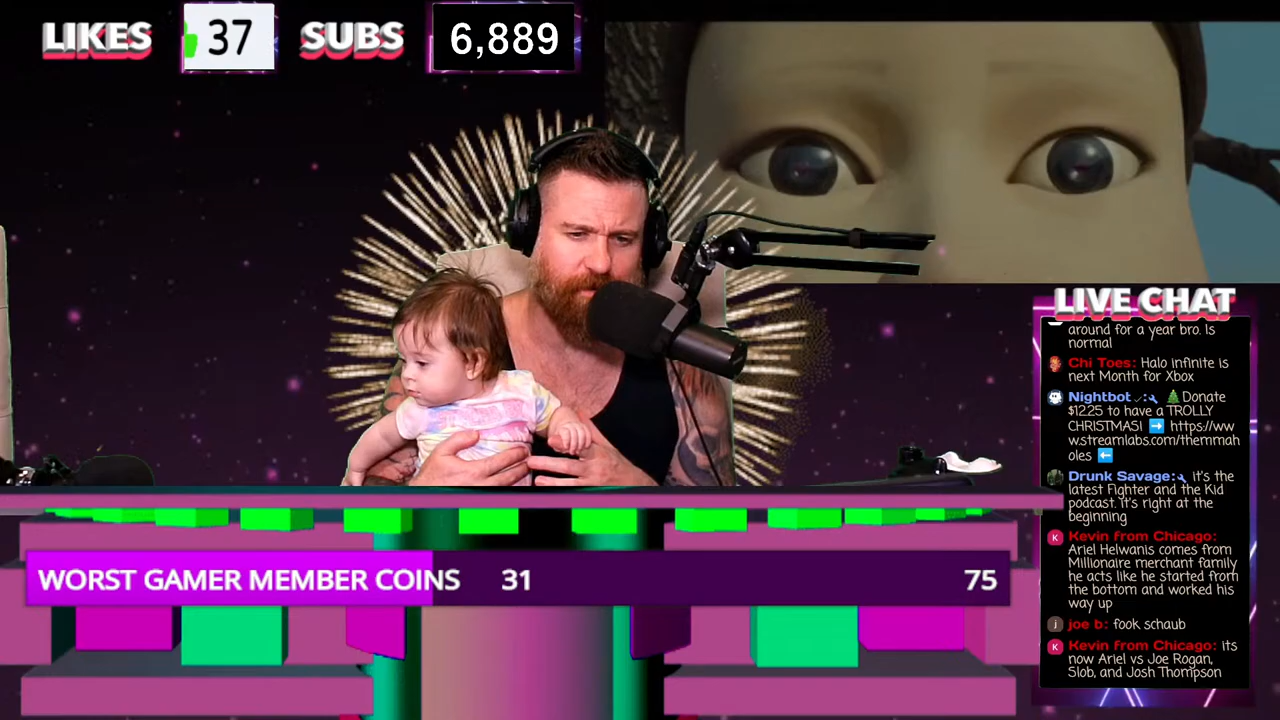 LIKES 37 SUBS 6,889
LIVE CHAT
around for a year bro. Is
normal
Chi Toes: Halo infinite is
next Month for Xbox
Nightbot : 🎄Donate
$12.25 to have a TROLLY
CHRISTMAS! ➡️ https://ww
w.streamlabs.com/themmah
oles ⬅️
Drunk Savage: it's the
latest Fighter and the Kid
podcast. It's right at the
beginning
K Kevin from Chicago:
Ariel Helwanis comes from
Millionaire merchant family
he acts like he started from
the bottom and worked his
way up
j joe b: fook schaub
K Kevin from Chicago: its
now Ariel vs Joe Rogan,
Slob, and Josh Thompson
WORST GAMER MEMBER COINS 31 75